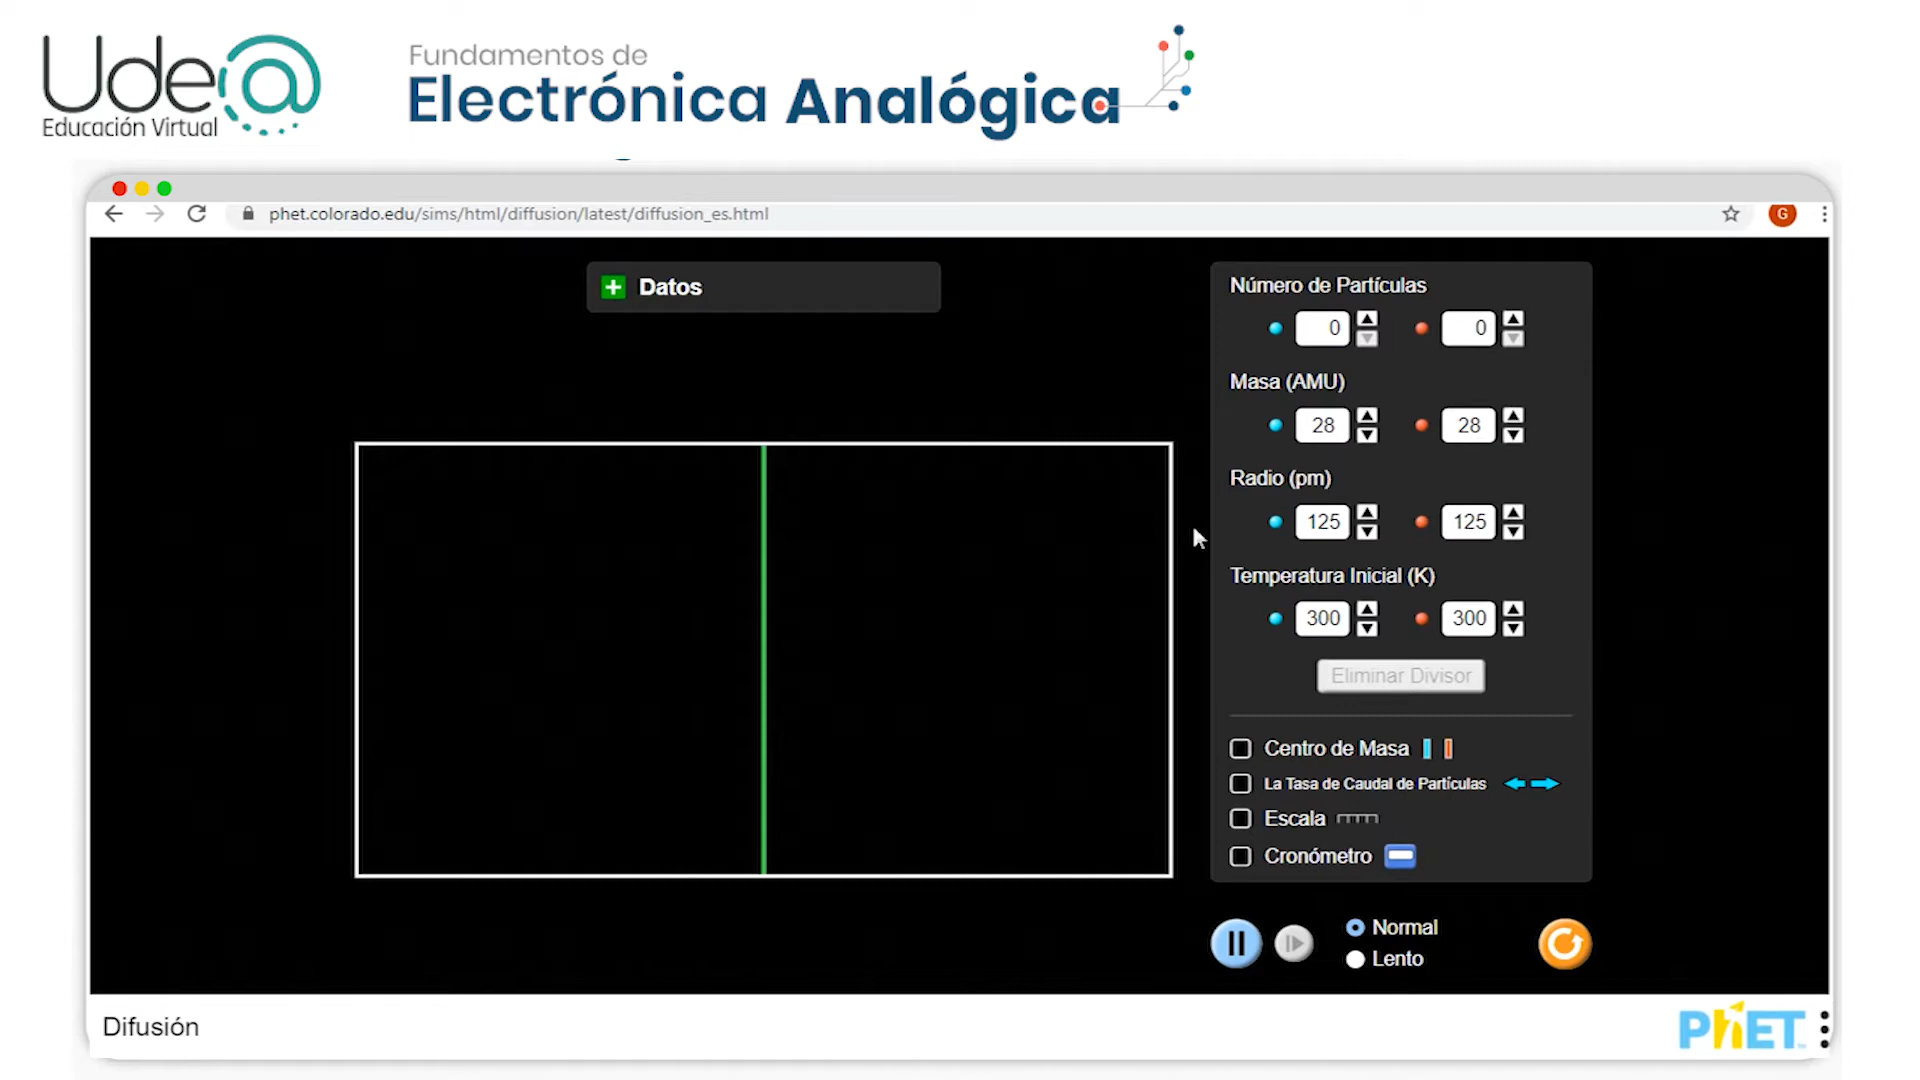 Ude@
Educación Virtual
Fundamentos de
Electrónica Analógica
phet.colorado.edu/sims/html/diffusion/latest/diffusion_es.html
G
Datos
Número de Partículas
0 0
Masa (AMU)
28 28
Radio (pm)
125 125
Temperatura Inicial (K)
300 300
Eliminar Divisor
Centro de Masa
La Tasa de Caudal de Partículas
Escala
Cronómetro
Normal
Lento
Difusión
PhET